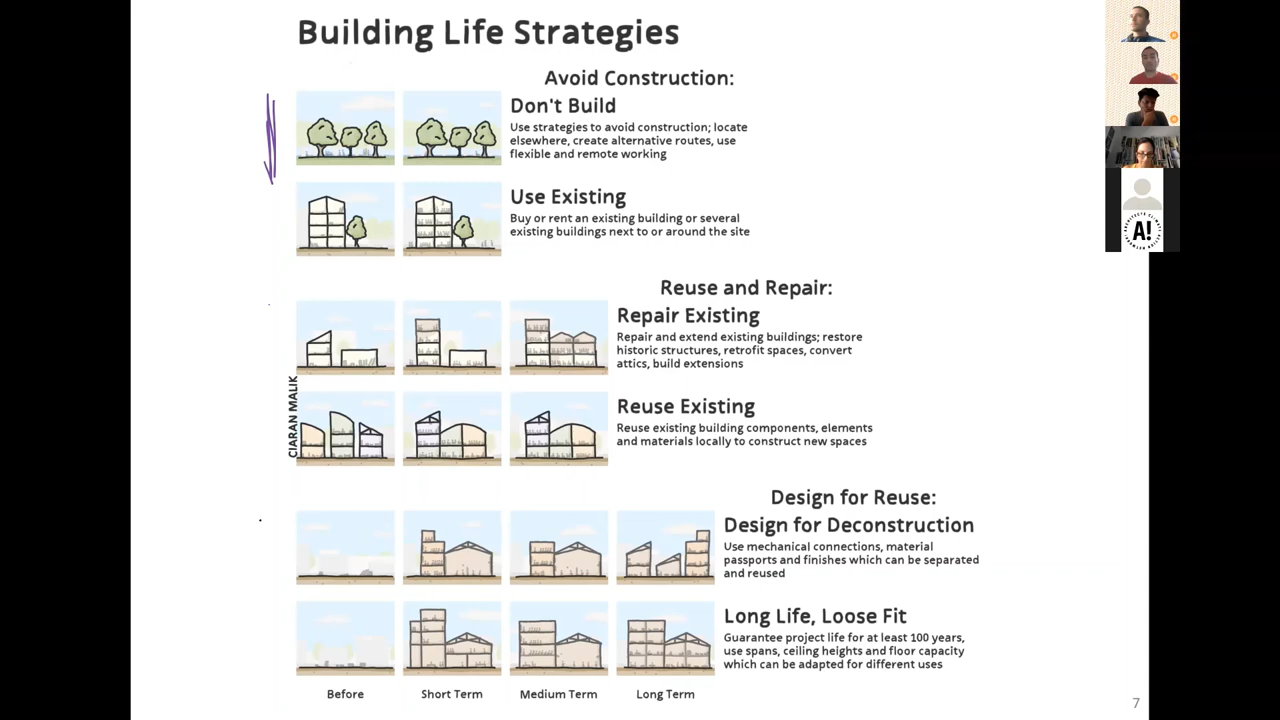 Building Life Strategies
Avoid Construction:
Don't Build
Use strategies to avoid construction; locate
elsewhere, create alternative routes, use
flexible and remote working
Use Existing
Buy or rent an existing building or several
existing buildings next to or around the site
Reuse and Repair:
Repair Existing
Repair and extend existing buildings; restore
historic structures, retrofit spaces, convert
attics, build extensions
CIARAN MALIK
Reuse Existing
Reuse existing building components, elements
and materials locally to construct new spaces
Design for Reuse:
Design for Deconstruction
Use mechanical connections, material
passports and finishes which can be separated
and reused
Long Life, Loose Fit
Guarantee project life for at least 100 years,
use spans, ceiling heights and floor capacity
which can be adapted for different uses
Before
Short Term
Medium Term
Long Term
7
A!